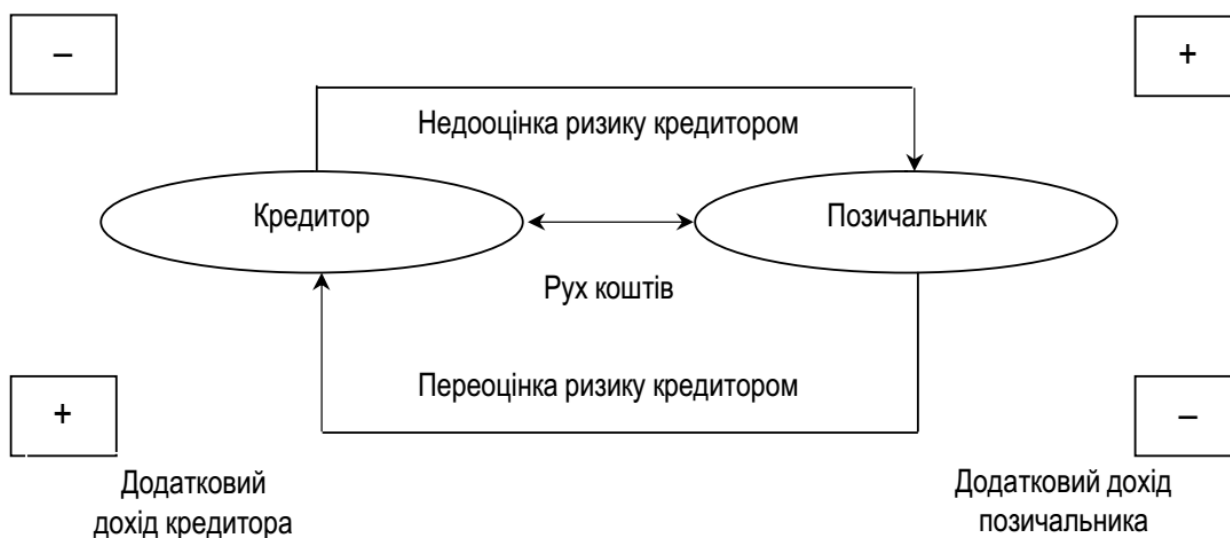 –
+
Недооцінка ризику кредитором
Кредитор
Позичальник
Рух коштів
Переоцінка ризику кредитором
+
–
Додатковий
дохід кредитора
Додатковий дохід
позичальника